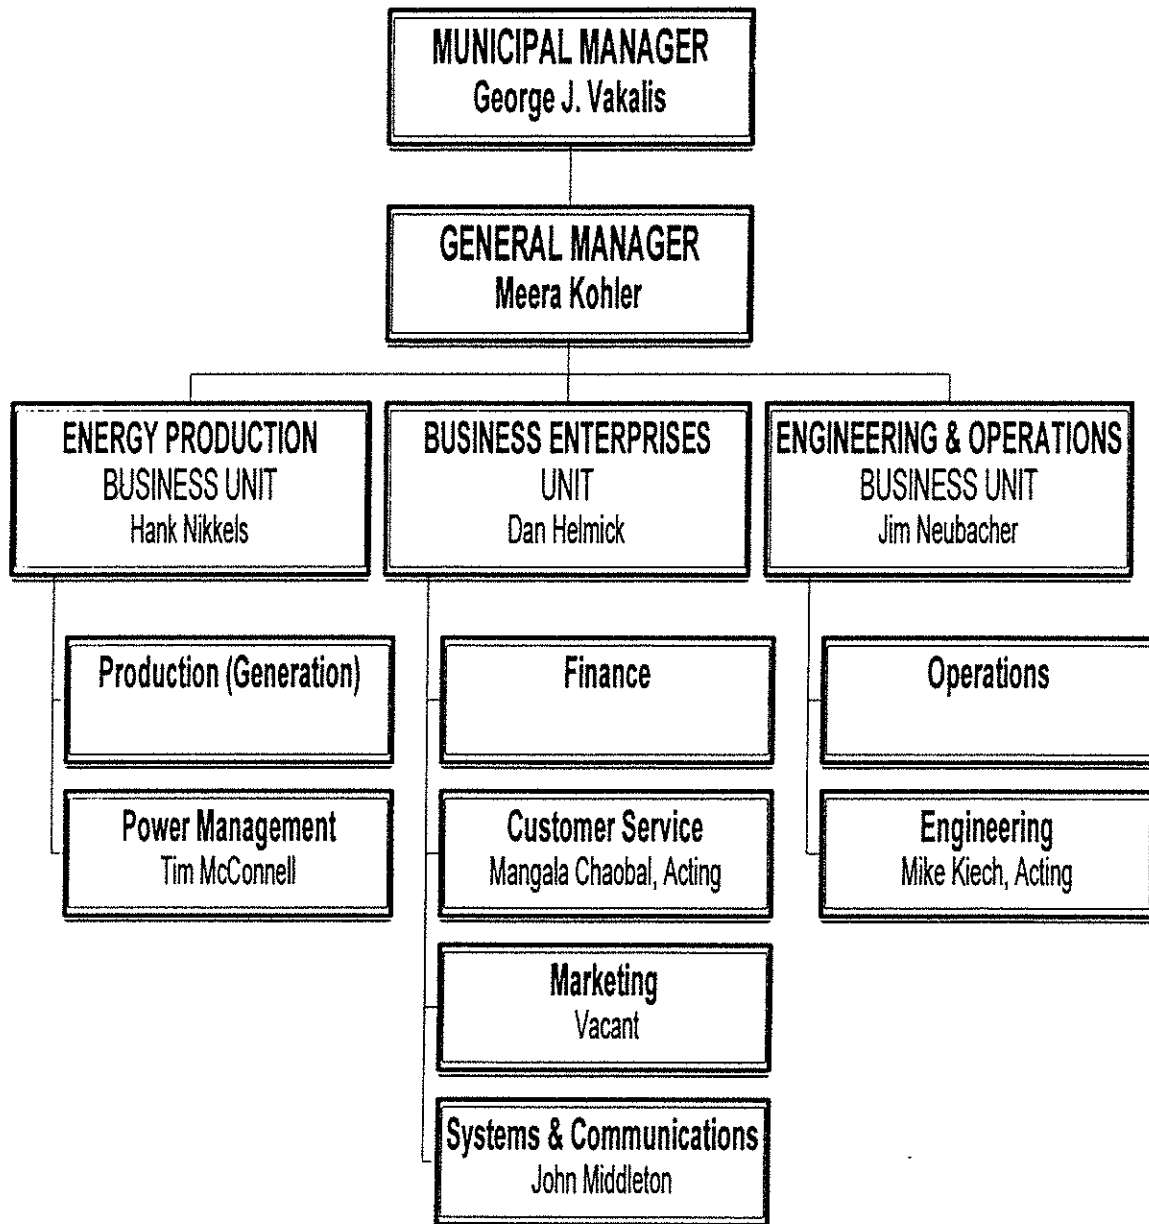 MUNICIPAL MANAGER
George J. Vakalis
GENERAL MANAGER
Meera Kohler
ENERGY PRODUCTION
BUSINESS UNIT
Hank Nikkels
BUSINESS ENTERPRISES
UNIT
Dan Helmick
ENGINEERING & OPERATIONS
BUSINESS UNIT
Jim Neubacher
Production (Generation)
Power Management
Tim McConnell
Finance
Customer Service
Mangala Chaobal, Acting
Marketing
Vacant
Systems & Communications
John Middleton
Operations
Engineering
Mike Kiech, Acting